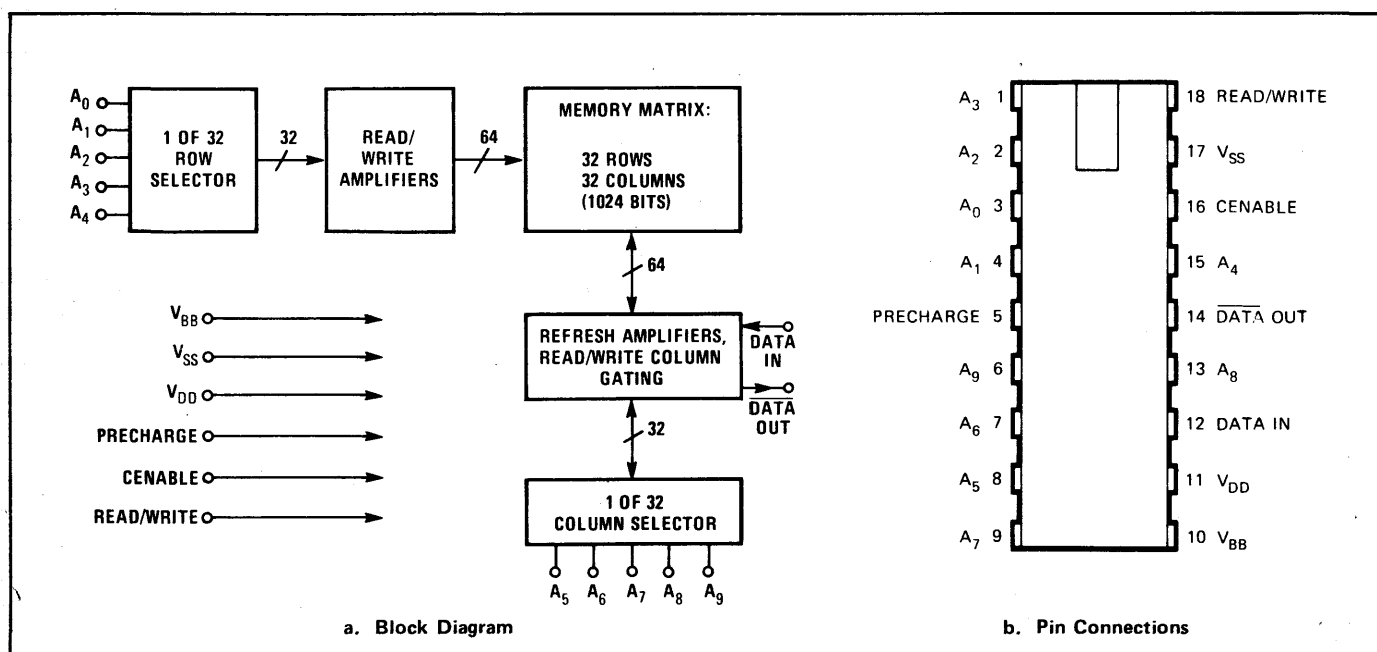 A0
A1
A2
A3
A4
1 OF 32
ROW
SELECTOR
32
READ/
WRITE
AMPLIFIERS
64
MEMORY MATRIX:
32 ROWS
32 COLUMNS
(1024 BITS)
64
VBB
VSS
VDD
PRECHARGE
CENABLE
READ/WRITE
REFRESH AMPLIFIERS,
READ/WRITE COLUMN
GATING
DATA
IN
DATA
OUT
32
1 OF 32
COLUMN SELECTOR
A5 A6 A7 A8 A9
a. Block Diagram
A3 1
A2 2
A0 3
A1 4
PRECHARGE 5
A9 6
A6 7
A5 8
A7 9
18 READ/WRITE
17 VSS
16 CENABLE
15 A4
14 DATA OUT
13 A8
12 DATA IN
11 VDD
10 VBB
b. Pin Connections